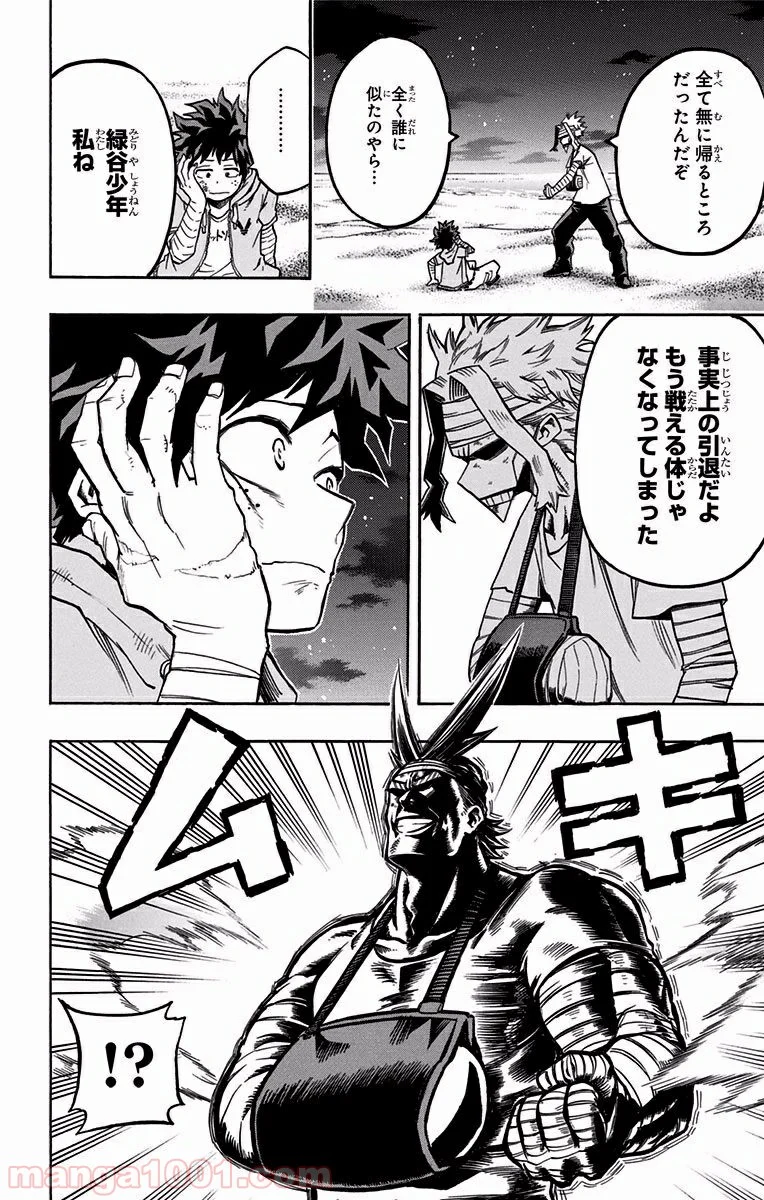 全て無に帰るところ
だったんだぞ
全く誰に
似たのやら…
…………
緑谷少年
私ね
事実上の引退だよ
もう戦える体じゃ
なくなってしまった
ムキ
!?
manga1001.com